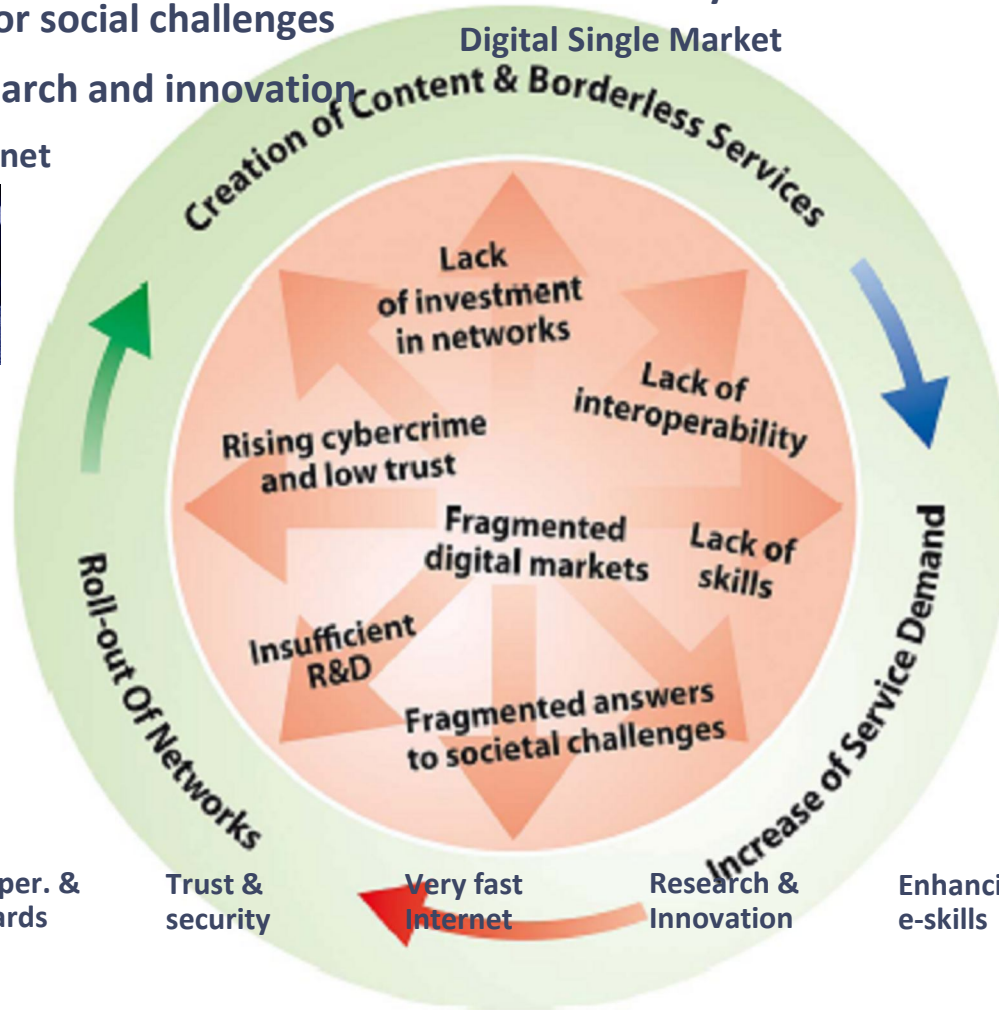 or social challenges
Digital Single Market
arch and innovation
net
Creation of Content & Borderless Services
Lack
of investment
in networks
Lack of
interoperability
Rising cybercrime
and low trust
Fragmented
digital markets
Lack of
skills
Insufficient
R&D
Fragmented answers
to societal challenges
Roll-out Of Networks
Increase of Service Demand
per. &
ards
Trust &
security
Very fast
Internet
Research &
Innovation
Enhanci
e-skills